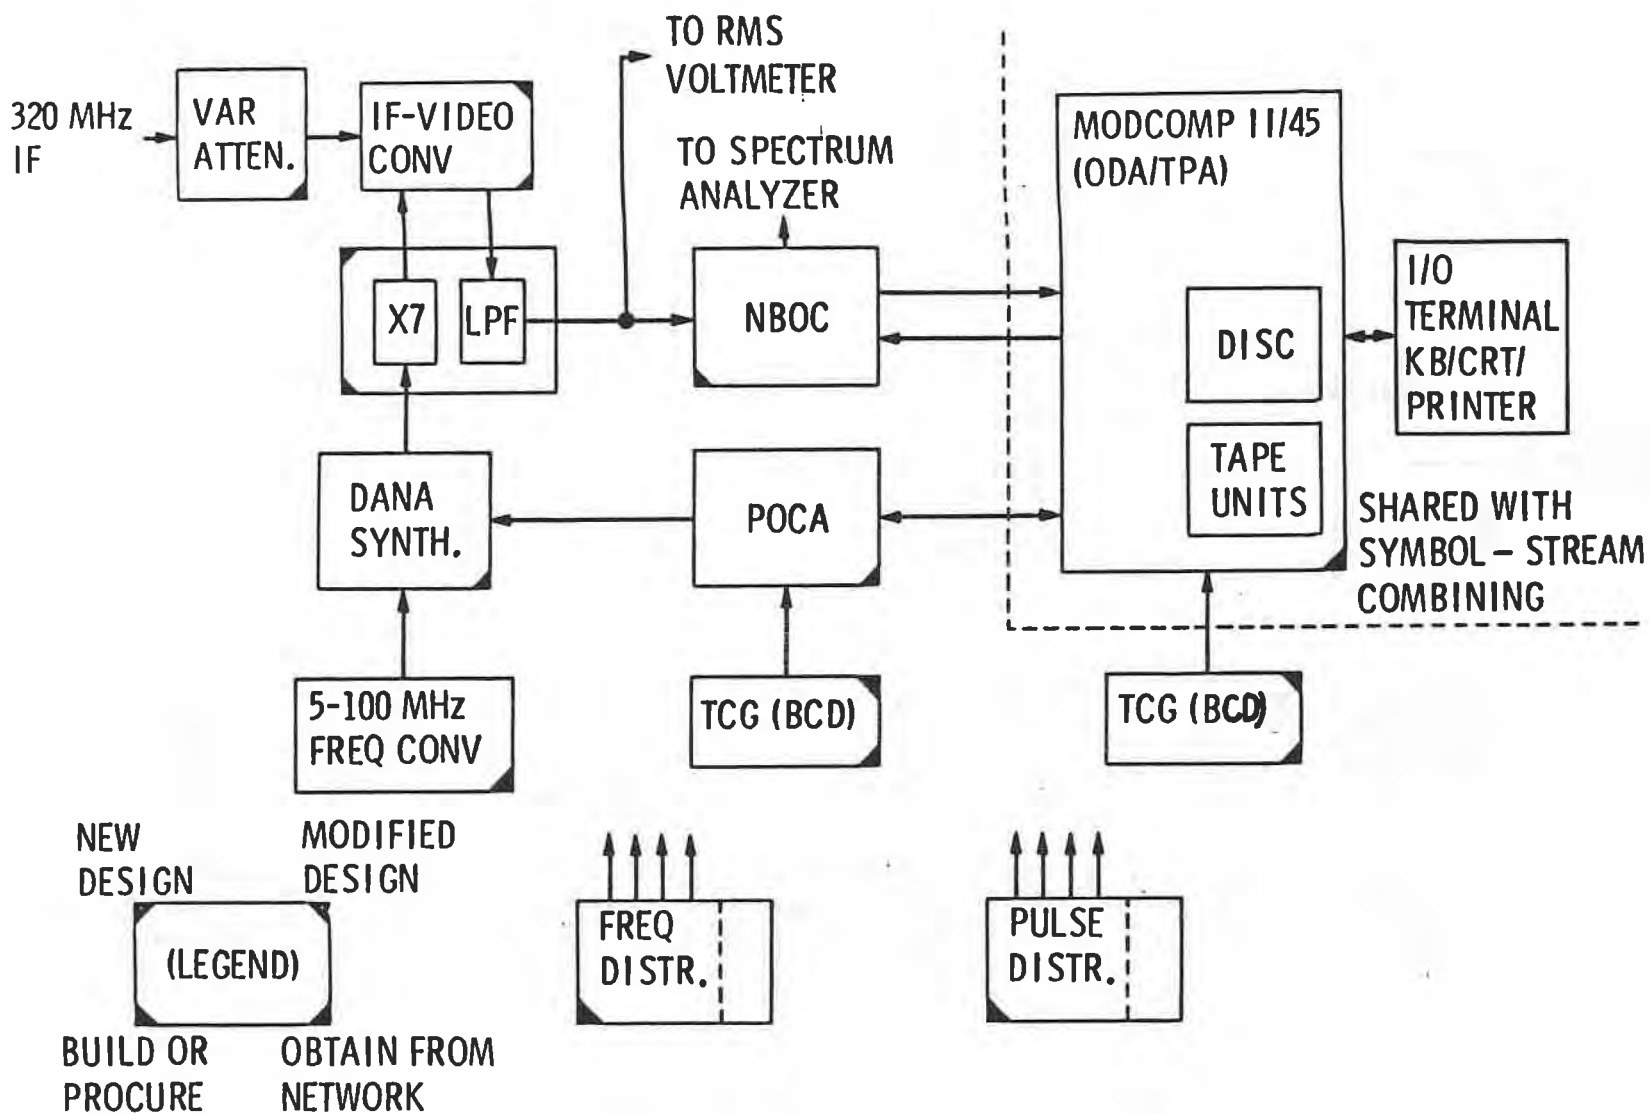 TO RMS
VOLTMETER
320 MHz
IF
VAR
ATTEN.
IF-VIDEO
CONV
TO SPECTRUM
ANALYZER
MODCOMP II/45
(ODA/TPA)
X7
LPF
NBOC
DISC
I/O
TERMINAL
KB/CRT/
PRINTER
TAPE
UNITS
DANA
SYNTH.
POCA
SHARED WITH
SYMBOL - STREAM
COMBINING
5-100 MHz
FREQ CONV
TCG (BCD)
TCG (BCD)
NEW
DESIGN
MODIFIED
DESIGN
(LEGEND)
BUILD OR
PROCURE
OBTAIN FROM
NETWORK
FREQ
DISTR.
PULSE
DISTR.